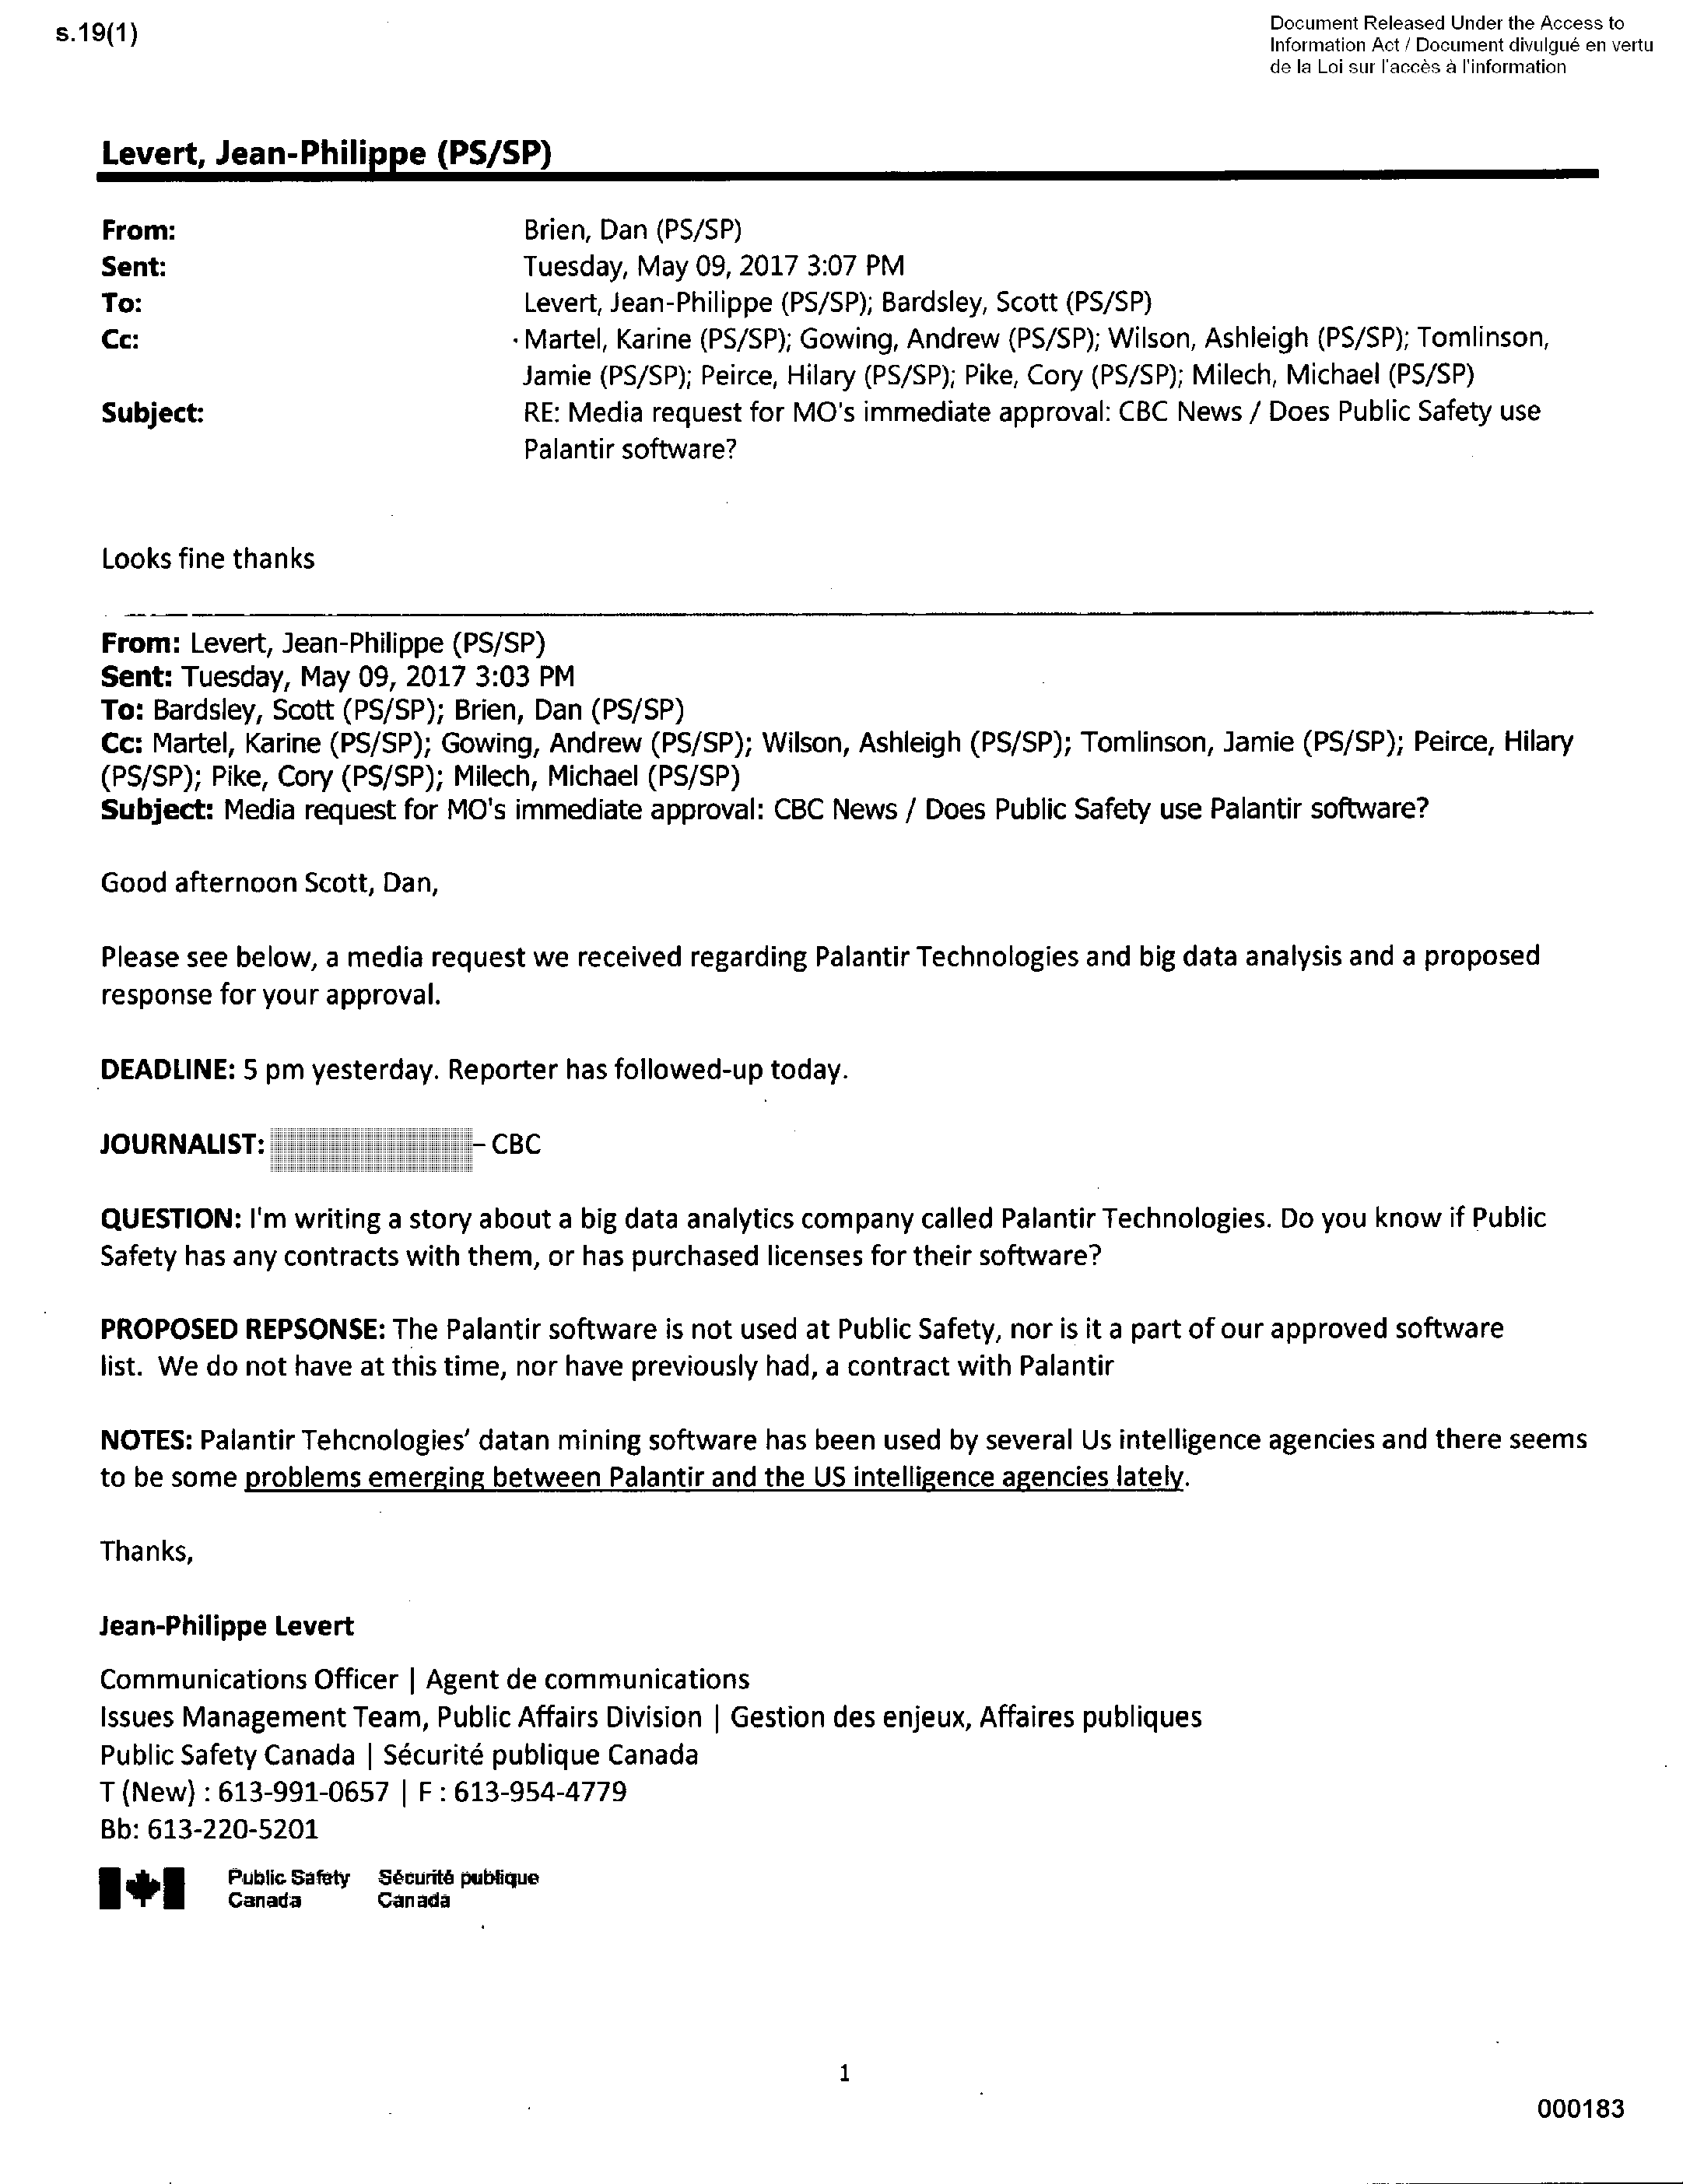 s.19(1)
Document Released Under the Access to
Information Act / Document divulgué en vertu
de la Loi sur l'accès à l'information
Levert, Jean-Philippe (PS/SP)
From: Brien, Dan (PS/SP)
Sent: Tuesday, May 09, 2017 3:07 PM
To: Levert, Jean-Philippe (PS/SP); Bardsley, Scott (PS/SP)
Cc: Martel, Karine (PS/SP); Gowing, Andrew (PS/SP); Wilson, Ashleigh (PS/SP); Tomlinson,
Jamie (PS/SP); Peirce, Hilary (PS/SP); Pike, Cory (PS/SP); Milech, Michael (PS/SP)
Subject: RE: Media request for MO's immediate approval: CBC News / Does Public Safety use
Palantir software?
Looks fine thanks
From: Levert, Jean-Philippe (PS/SP)
Sent: Tuesday, May 09, 2017 3:03 PM
To: Bardsley, Scott (PS/SP); Brien, Dan (PS/SP)
Cc: Martel, Karine (PS/SP); Gowing, Andrew (PS/SP); Wilson, Ashleigh (PS/SP); Tomlinson, Jamie (PS/SP); Peirce, Hilary
(PS/SP); Pike, Cory (PS/SP); Milech, Michael (PS/SP)
Subject: Media request for MO's immediate approval: CBC News / Does Public Safety use Palantir software?
Good afternoon Scott, Dan,
Please see below, a media request we received regarding Palantir Technologies and big data analysis and a proposed
response for your approval.
DEADLINE: 5 pm yesterday. Reporter has followed-up today.
JOURNALIST: – CBC
QUESTION: I'm writing a story about a big data analytics company called Palantir Technologies. Do you know if Public
Safety has any contracts with them, or has purchased licenses for their software?
PROPOSED REPSONSE: The Palantir software is not used at Public Safety, nor is it a part of our approved software
list. We do not have at this time, nor have previously had, a contract with Palantir
NOTES: Palantir Tehcnologies' datan mining software has been used by several Us intelligence agencies and there seems
to be some problems emerging between Palantir and the US intelligence agencies lately.
Thanks,
Jean-Philippe Levert
Communications Officer | Agent de communications
Issues Management Team, Public Affairs Division | Gestion des enjeux, Affaires publiques
Public Safety Canada | Sécurité publique Canada
T (New) : 613-991-0657 | F : 613-954-4779
Bb: 613-220-5201
Public Safety Sécurité publique
Canada Canada
1
000183